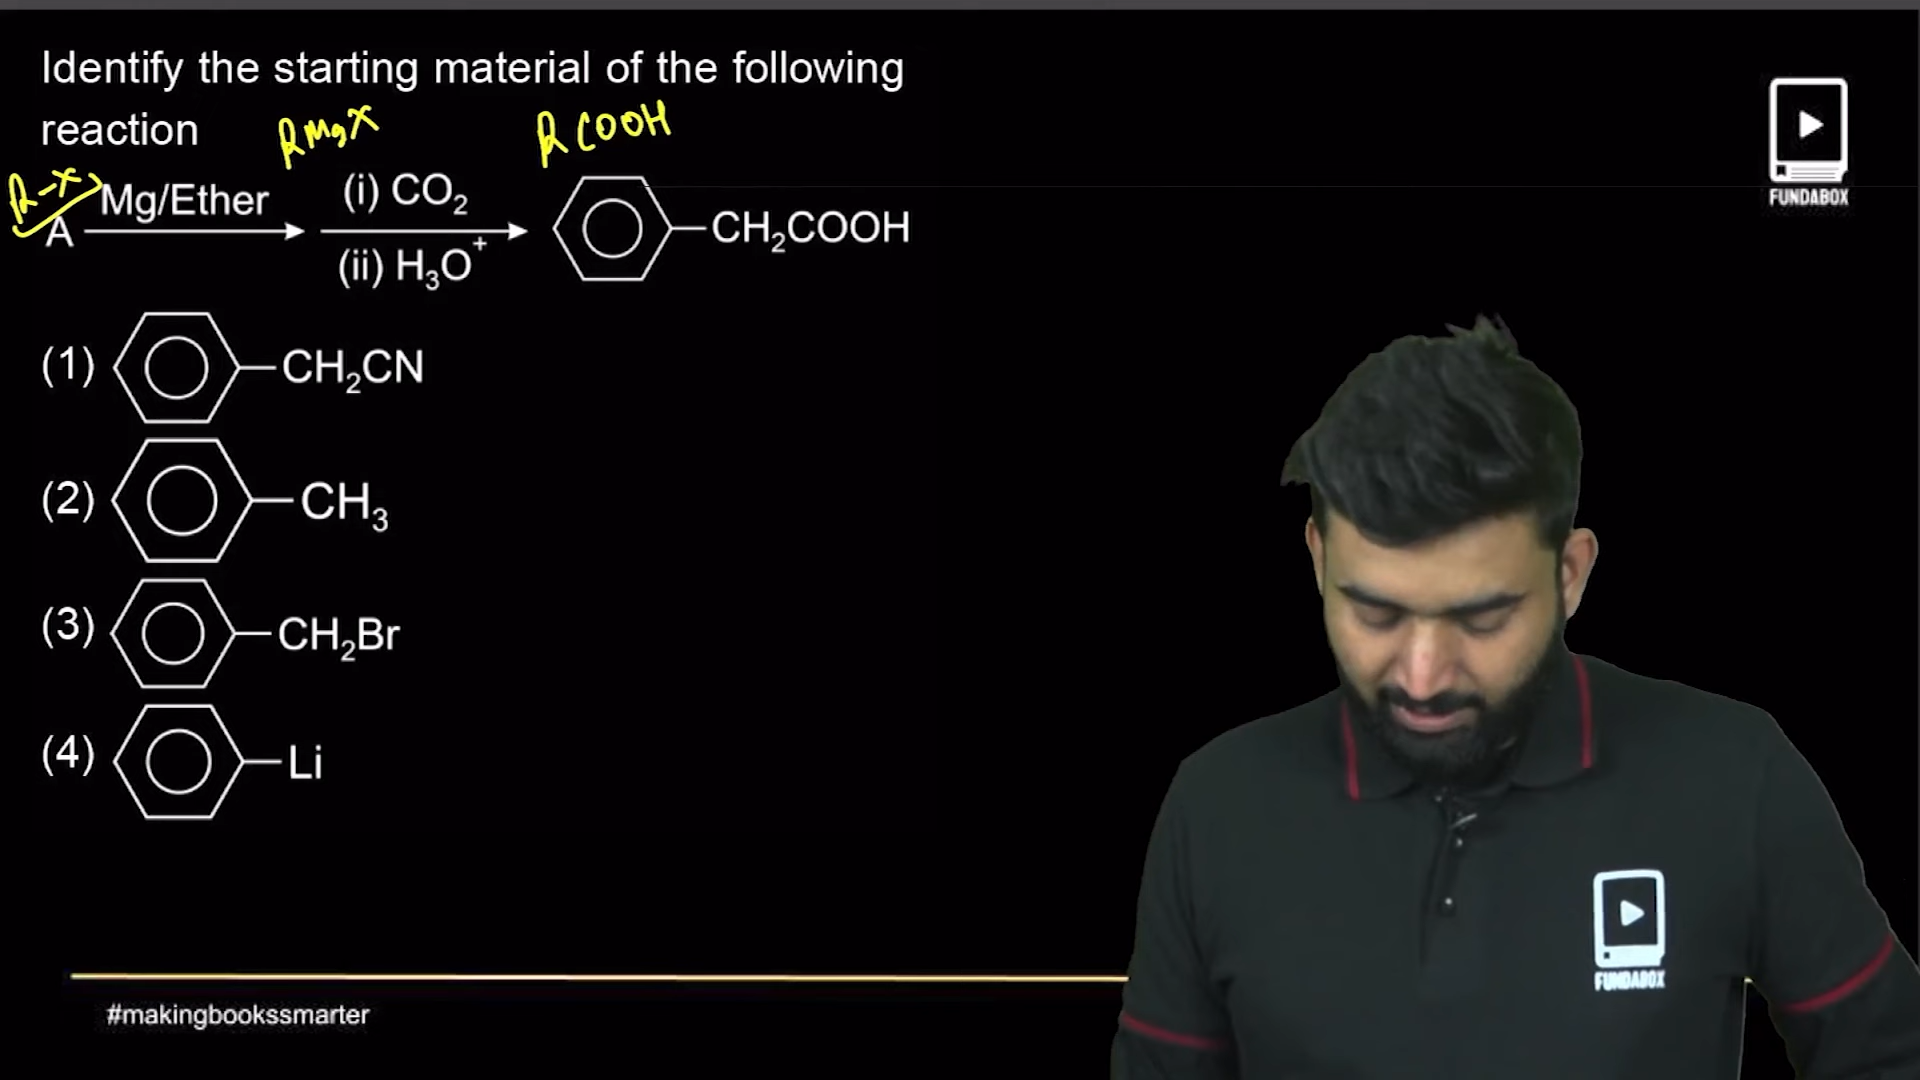 Identify the starting material of the following
reaction
RMgX
RCOOH
R-X
A Mg/Ether (i) CO₂ (ii) H₃O⁺ CH₂COOH
(1) CH₂CN
(2) CH₃
(3) CH₂Br
(4) Li
FUNDABOX
FUNDABOX
#makingbookssmarter